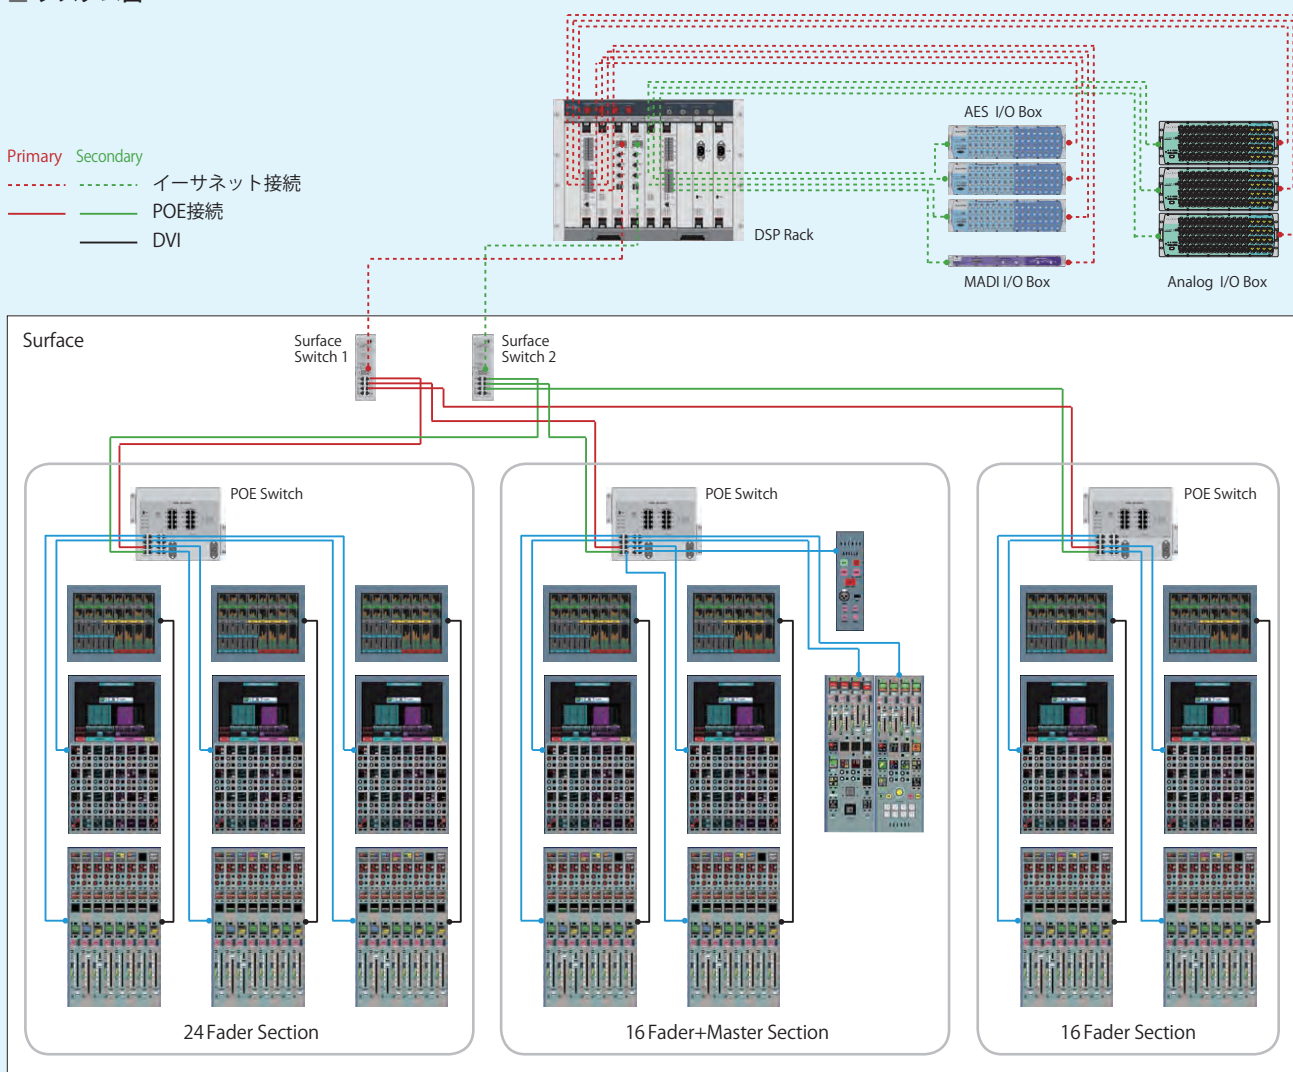 Primary Secondary
イーサネット接続
POE接続
DVI
AES I/O Box
DSP Rack
MADI I/O Box
Analog I/O Box
Surface
Surface
Switch 1
Surface
Switch 2
POE Switch
POE Switch
POE Switch
24 Fader Section
16 Fader+Master Section
16 Fader Section